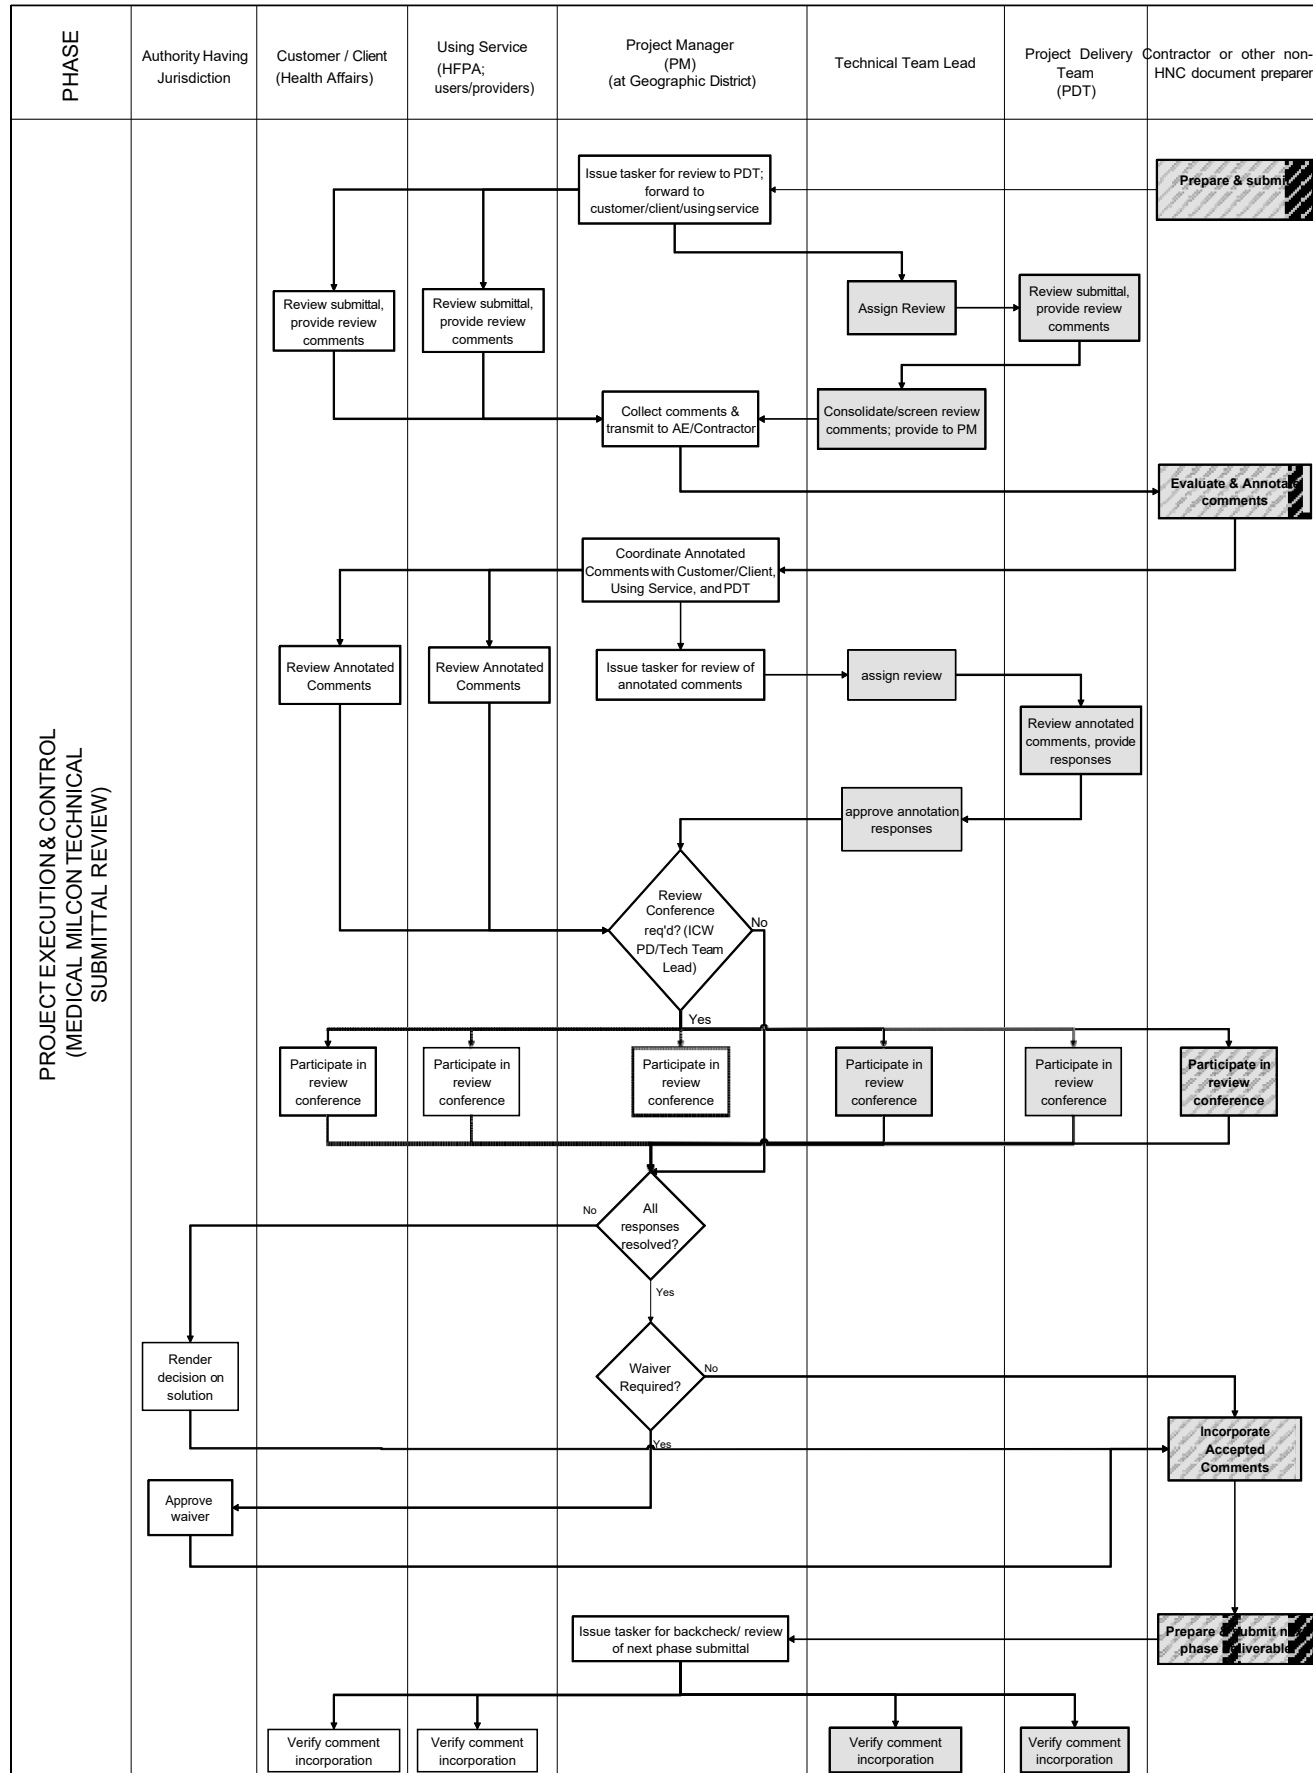 PHASE
Authority Having
Jurisdiction
Customer / Client
(Health Affairs)
Using Service
(HFPA;
users/providers)
Project Manager
(PM)
(at Geographic District)
Technical Team Lead
Project Delivery
Team
(PDT)
Contractor or other non-
HNC document preparer
PROJECT EXECUTION & CONTROL
(MEDICAL MILCON TECHNICAL
SUBMITTAL REVIEW)
Issue tasker for review to PDT;
forward to
customer/client/using service
Prepare & submit
Review submittal,
provide review
comments
Review submittal,
provide review
comments
Assign Review
Review submittal,
provide review
comments
Collect comments &
transmit to AE/Contractor
Consolidate/screen review
comments; provide to PM
Evaluate & Annotate
comments
Coordinate Annotated
Comments with Customer/Client,
Using Service, and PDT
Review Annotated
Comments
Review Annotated
Comments
Issue tasker for review of
annotated comments
assign review
Review annotated
comments, provide
responses
approve annotation
responses
Review
Conference
req'd? (ICW
PD/Tech Team
Lead)
No
Yes
Participate in
review
conference
Participate in
review
conference
Participate in
review
conference
Participate in
review
conference
Participate in
review
conference
Participate in
review
conference
All
responses
resolved?
No
Yes
Render
decision on
solution
Waiver
Required?
No
Yes
Incorporate
Accepted
Comments
Approve
waiver
Issue tasker for backcheck/ review
of next phase submittal
Prepare & submit
phase
Verify comment
incorporation
Verify comment
incorporation
Verify comment
incorporation
Verify comment
incorporation